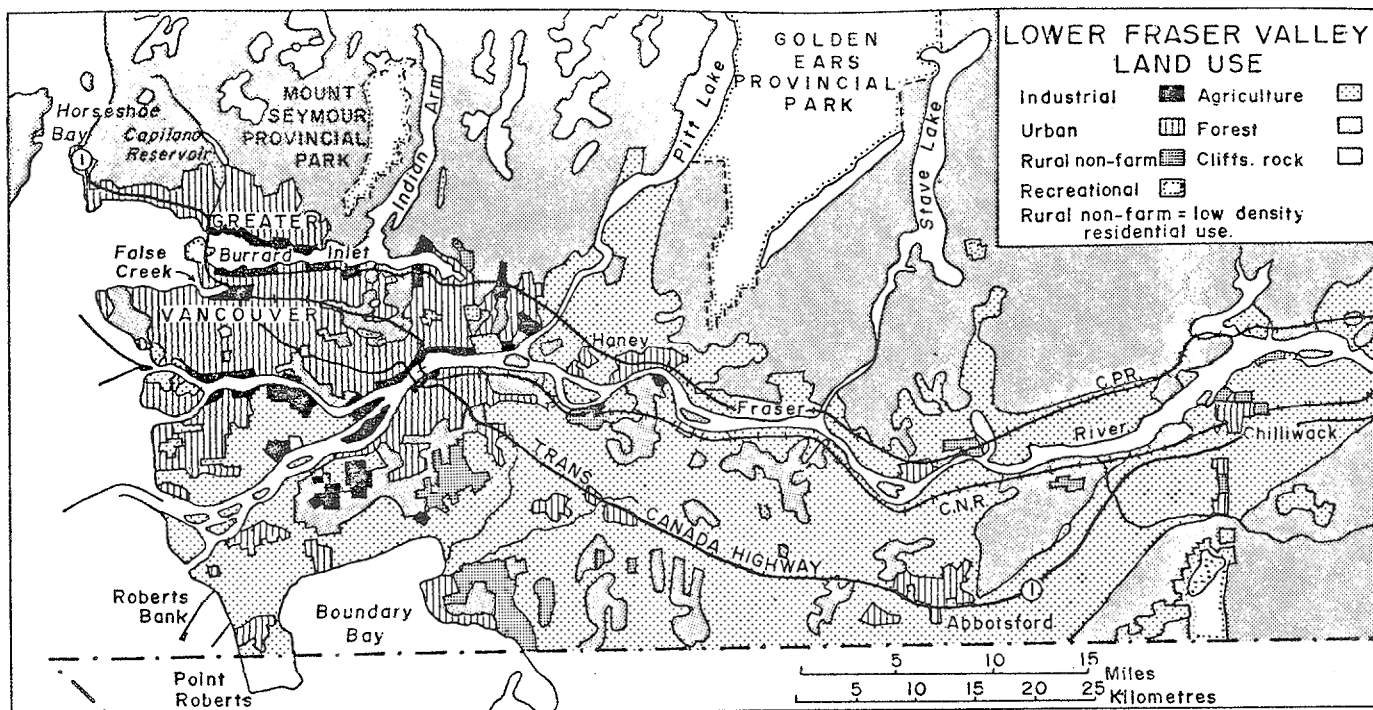 LOWER FRASER VALLEY
LAND USE
Industrial
Agriculture
Urban
Forest
Rural non-farm
Cliffs. rock
Recreational
Rural non-farm = low density
residential use.
GOLDEN
EARS
PROVINCIAL
PARK
MOUNT
SEYMOUR
PROVINCIAL
PARK
Horseshoe
Bay
Capilano
Reservoir
1
Indian Arm
Pitt Lake
Stave Lake
GREATER
VANCOUVER
False
Creek
Burrard Inlet
Haney
Fraser
River
C.P.R.
C.N.R.
Chilliwack
TRANS
CANADA HIGHWAY
1
Abbotsford
Roberts
Bank
Boundary
Bay
Point
Roberts
5 10 15
Miles
5 10 15 20 25
Kilometres